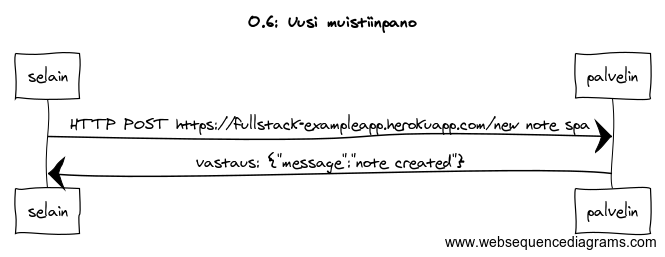 0.6: Uusi muistiinpano
selain
palvelin
HTTP POST https://fullstack-exampleapp.herokuapp.com/new note spa
vastaus: {"message":"note created"}
selain
palvelin
www.websequencediagrams.com